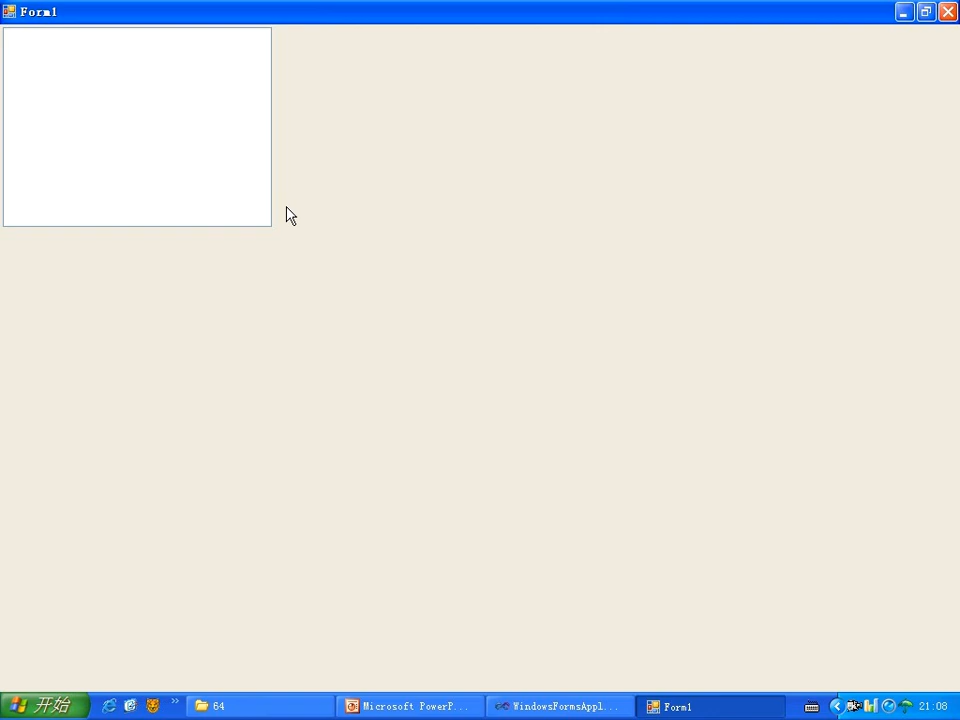 Form1
开始
64
Microsoft PowerP...
WindowsFormsAppl...
Form1
21:08